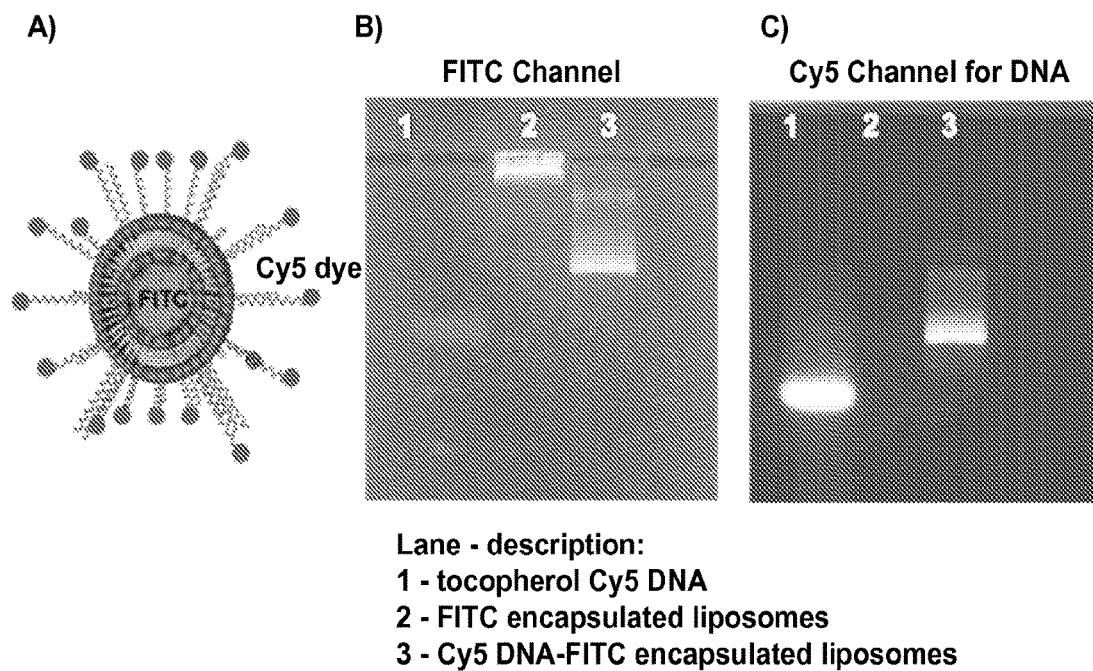 A)
B)
C)
FITC Channel
Cy5 Channel for DNA
1 2 3
1 2 3
FITC
Cy5 dye
Lane - description:
1 - tocopherol Cy5 DNA
2 - FITC encapsulated liposomes
3 - Cy5 DNA-FITC encapsulated liposomes